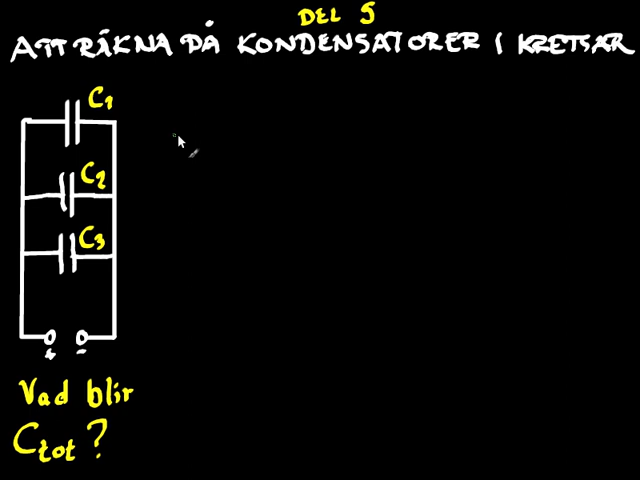 DEL 5
ATT RÄKNA PÅ KONDENSATORER I KRETSAR
C1
C2
C3
+ -
Vad blir
Ctot ?